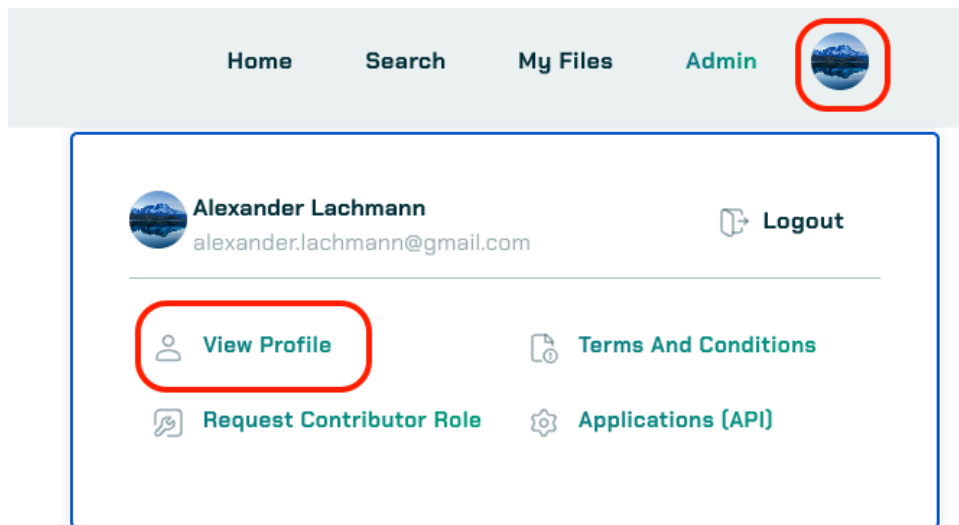 Home Search My Files Admin
Alexander Lachmann
alexander.lachmann@gmail.com
Logout
View Profile
Terms And Conditions
Request Contributor Role
Applications (API)